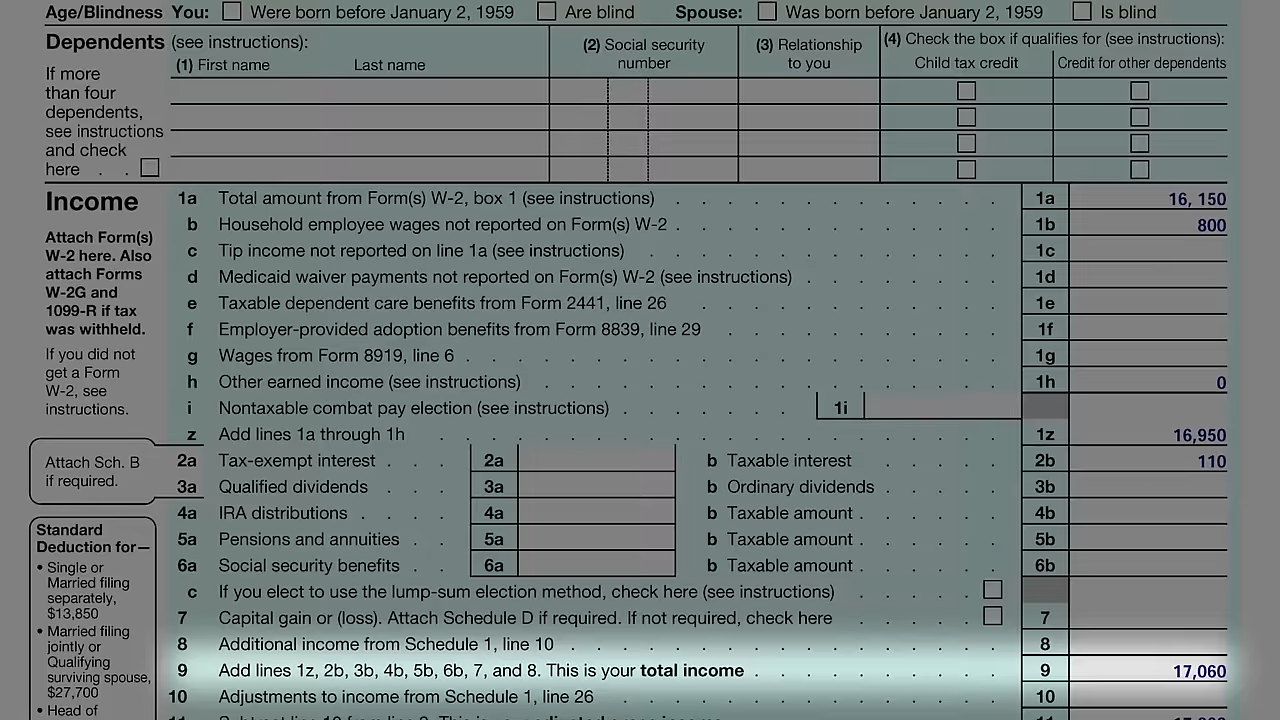 Age/Blindness You: Were born before January 2, 1959 Are blind Spouse: Was born before January 2, 1959 Is blind
Dependents (see instructions):
(1) First name Last name
(2) Social security
number
(3) Relationship
to you
(4) Check the box if qualifies for (see instructions):
Child tax credit Credit for other dependents
If more
than four
dependents,
see instructions
and check
here . .
Income
Attach Form(s)
W-2 here. Also
attach Forms
W-2G and
1099-R if tax
was withheld.
If you did not
get a Form
W-2, see
instructions.
1a Total amount from Form(s) W-2, box 1 (see instructions) 1a 16, 150
b Household employee wages not reported on Form(s) W-2 1b 800
c Tip income not reported on line 1a (see instructions) 1c
d Medicaid waiver payments not reported on Form(s) W-2 (see instructions) 1d
e Taxable dependent care benefits from Form 2441, line 26 1e
f Employer-provided adoption benefits from Form 8839, line 29 1f
g Wages from Form 8919, line 6 1g
h Other earned income (see instructions) 1h 0
i Nontaxable combat pay election (see instructions) 1i
z Add lines 1a through 1h 1z 16,950
Attach Sch. B
if required.
2a Tax-exempt interest 2a b Taxable interest 2b 110
3a Qualified dividends 3a b Ordinary dividends 3b
4a IRA distributions 4a b Taxable amount 4b
5a Pensions and annuities 5a b Taxable amount 5b
6a Social security benefits 6a b Taxable amount 6b
c If you elect to use the lump-sum election method, check here (see instructions)
7 Capital gain or (loss). Attach Schedule D if required. If not required, check here 7
8 Additional income from Schedule 1, line 10 8
9 Add lines 1z, 2b, 3b, 4b, 5b, 6b, 7, and 8. This is your total income 9 17,060
10 Adjustments to income from Schedule 1, line 26 10
Standard
Deduction for—
• Single or
Married filing
separately,
$13,850
• Married filing
jointly or
Qualifying
surviving spouse,
$27,700
• Head of